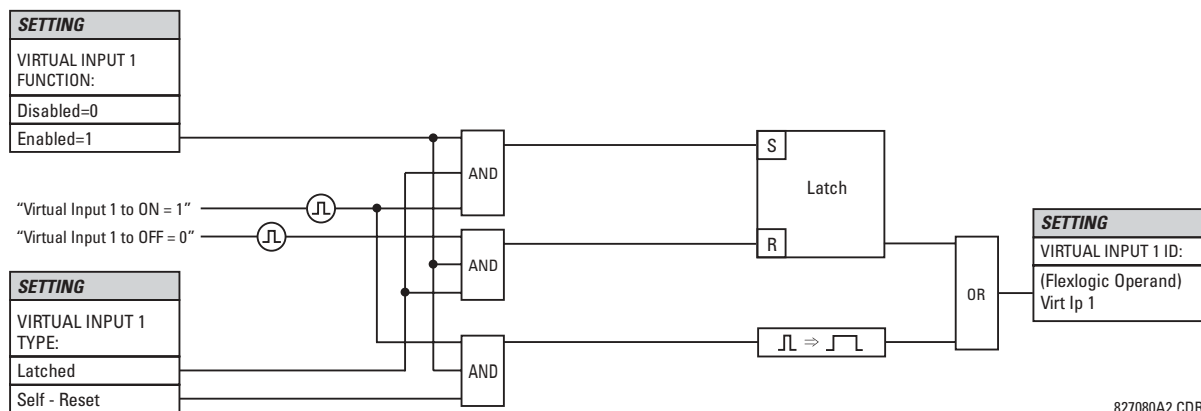 SETTING
VIRTUAL INPUT 1
FUNCTION:
Disabled=0
Enabled=1
“Virtual Input 1 to ON = 1”
“Virtual Input 1 to OFF = 0”
SETTING
VIRTUAL INPUT 1
TYPE:
Latched
Self - Reset
AND
AND
AND
S
Latch
R
OR
SETTING
VIRTUAL INPUT 1 ID:
(Flexlogic Operand)
Virt Ip 1
827080A2.CDR